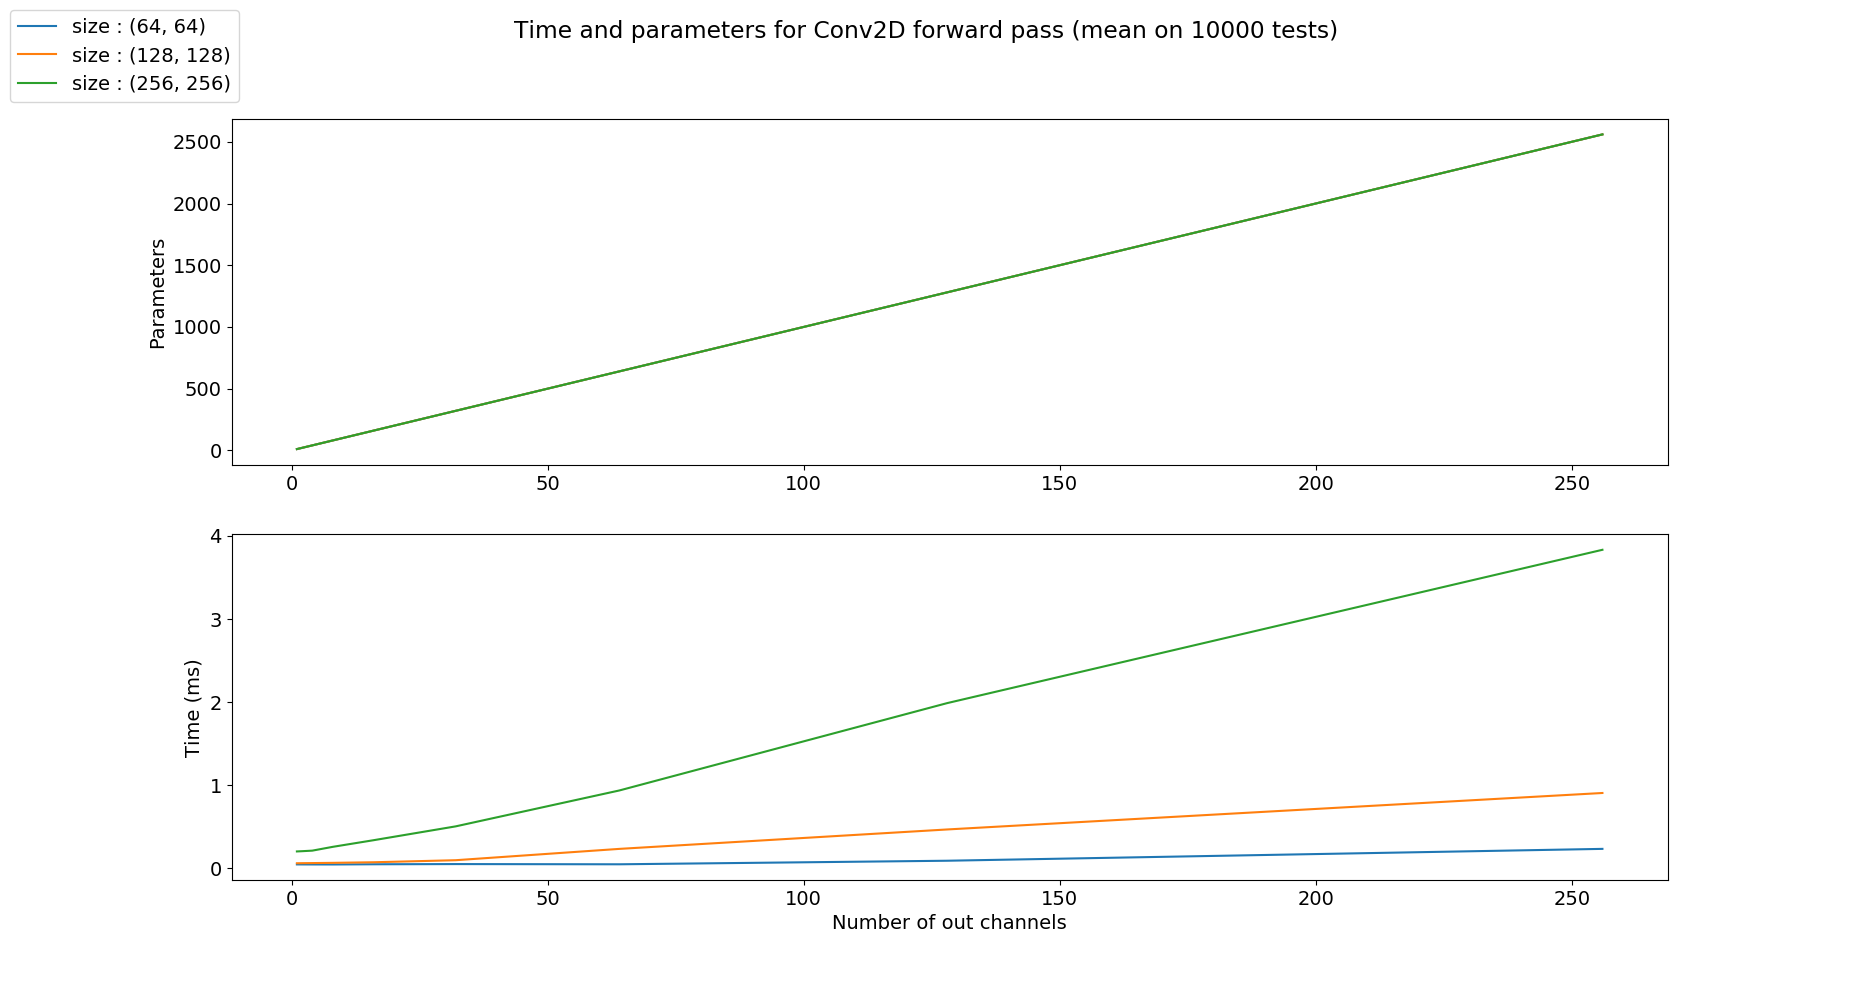 size : (64, 64)
size : (128, 128)
size : (256, 256)
Time and parameters for Conv2D forward pass (mean on 10000 tests)
Parameters
2500
2000
1500
1000
500
0
0 50 100 150 200 250
Time (ms)
4
3
2
1
0
0 50 100 150 200 250
Number of out channels